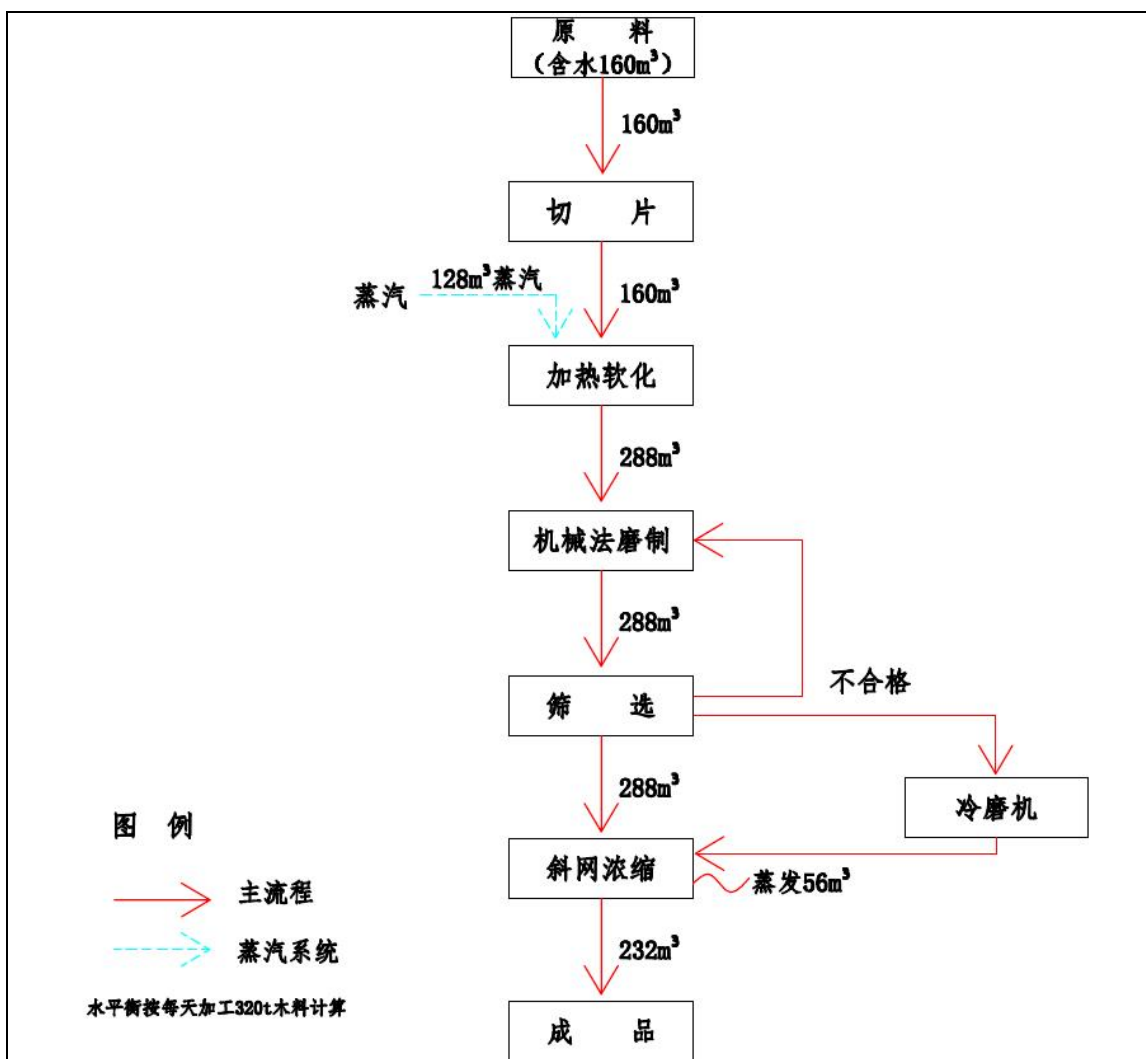 原 料
（含水160m³）
160m³
切 片
128m³蒸汽
蒸汽
160m³
加热软化
288m³
机械法磨制
288m³
不合格
筛 选
288m³
冷磨机
图 例
斜网浓缩
蒸发56m³
主流程
232m³
蒸汽系统
水平衡按每天加工320t木料计算
成 品